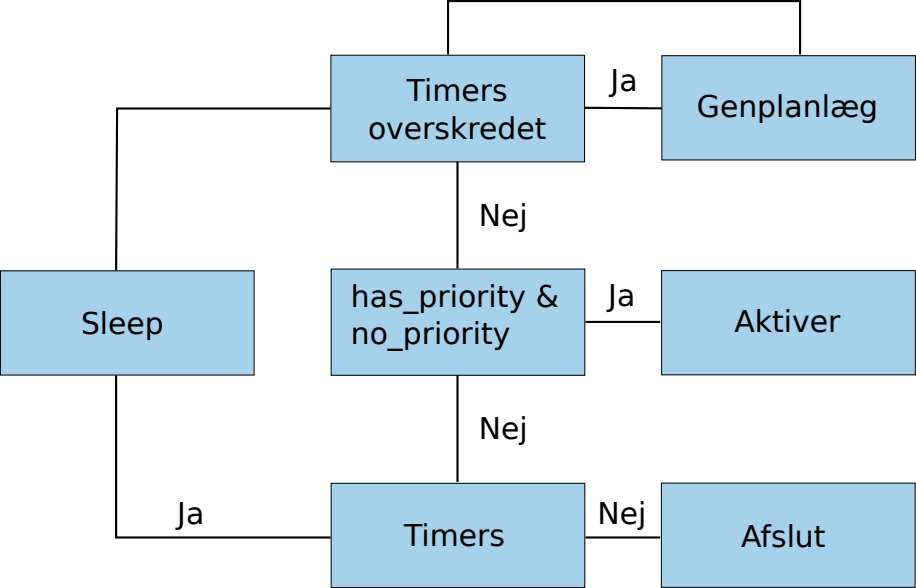 Timers
overskredet
Ja
Genplanlæg
Nej
Sleep
has_priority &
no_priority
Ja
Aktiver
Nej
Ja
Timers
Nej
Afslut